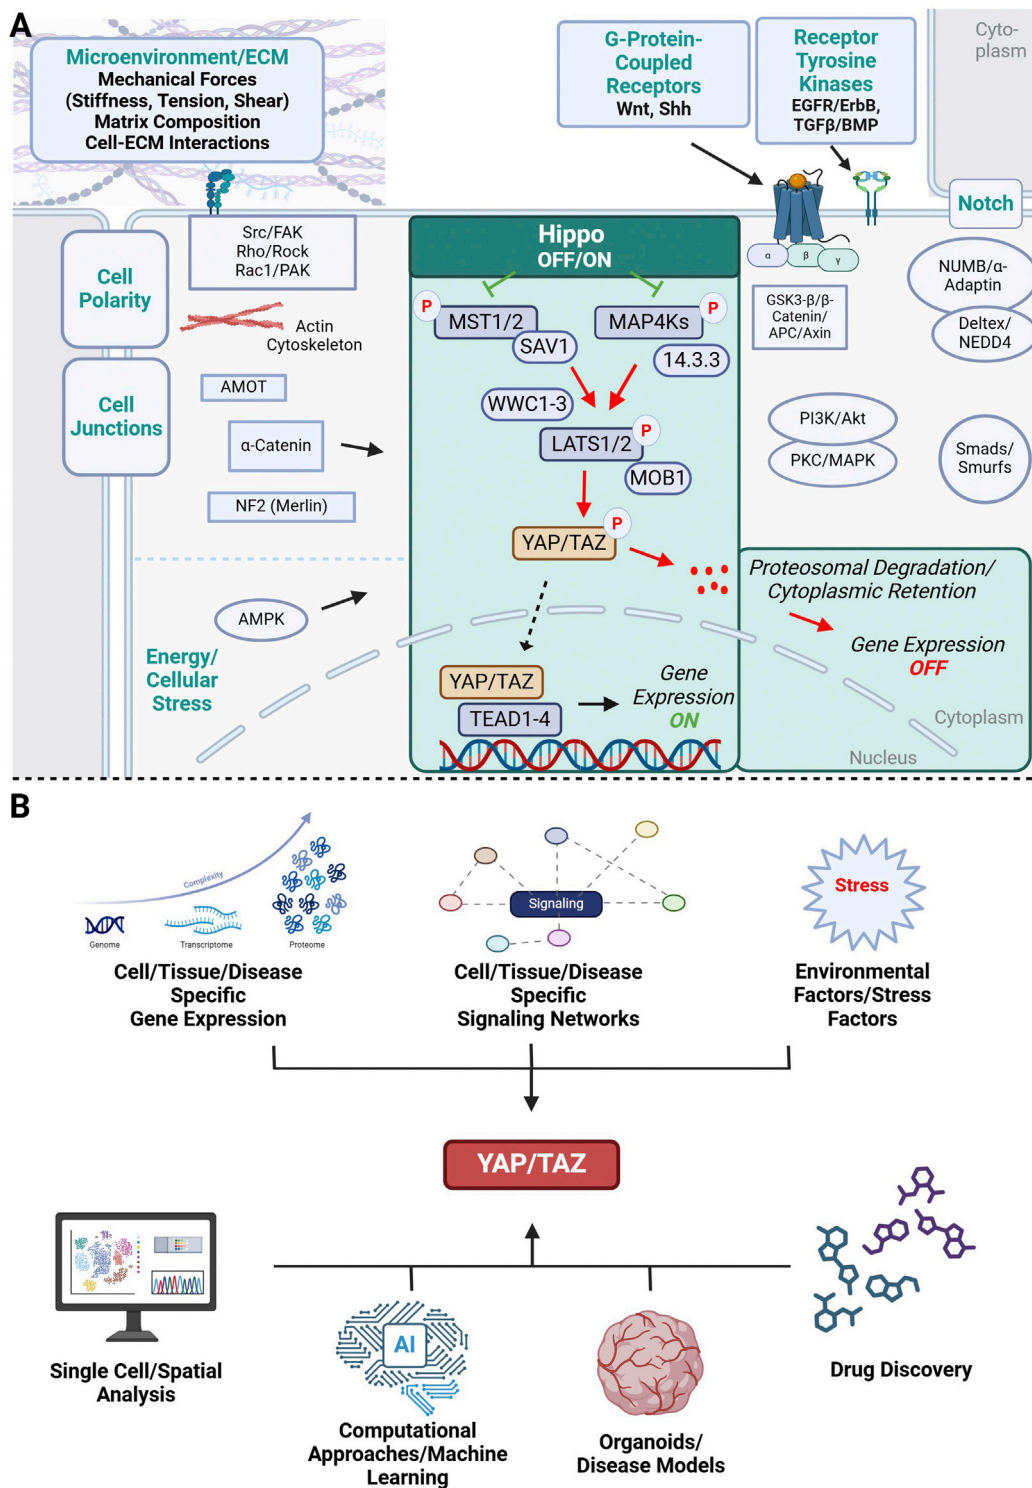 A
Microenvironment/ECM
Mechanical Forces
(Stiffness, Tension, Shear)
Matrix Composition
Cell-ECM Interactions
G-Protein-
Coupled
Receptors
Wnt, Shh
Receptor
Tyrosine
Kinases
EGFR/ErbB,
TGFβ/BMP
Cyto-
plasm
Notch
Cell
Polarity
Src/FAK
Rho/Rock
Rac1/PAK
Actin
Cytoskeleton
Cell
Junctions
AMOT
α-Catenin
NF2 (Merlin)
AMPK
Energy/
Cellular
Stress
Hippo
OFF/ON
P
MST1/2
SAV1
MAP4Ks
P
14.3.3
WWC1-3
LATS1/2
P
MOB1
YAP/TAZ
P
YAP/TAZ
TEAD1-4
Gene
Expression
ON
α
β
γ
GSK3-β/β-
Catenin/
APC/Axin
NUMB/α-
Adaptin
Deltex/
NEDD4
PI3K/Akt
PKC/MAPK
Smads/
Smurfs
Proteosomal Degradation/
Cytoplasmic Retention
Gene Expression
OFF
Cytoplasm
Nucleus
B
Complexity
Genome
Transcriptome
Proteome
Cell/Tissue/Disease
Specific
Gene Expression
Signaling
Cell/Tissue/Disease
Specific
Signaling Networks
Stress
Environmental
Factors/Stress
Factors
YAP/TAZ
Single Cell/Spatial
Analysis
AI
Computational
Approaches/Machine
Learning
Organoids/
Disease Models
Drug Discovery